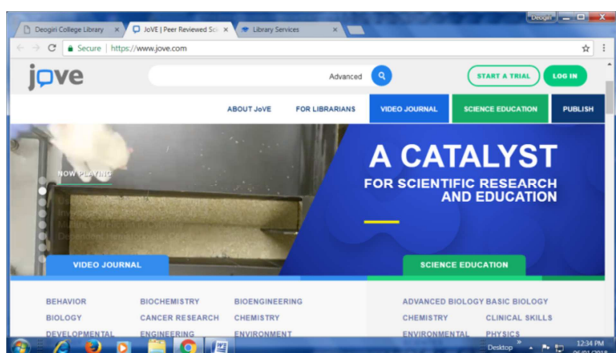 Deogiri
Deogiri College Library
JoVE | Peer Reviewed Sci
Library Services
Secure https://www.jove.com
jove
Advanced
START A TRIAL
LOG IN
ABOUT JoVE
FOR LIBRARIANS
VIDEO JOURNAL
SCIENCE EDUCATION
PUBLISH
NOW PLAYING
A CATALYST
FOR SCIENTIFIC RESEARCH
AND EDUCATION
VIDEO JOURNAL
SCIENCE EDUCATION
BEHAVIOR BIOCHEMISTRY BIOENGINEERING
BIOLOGY CANCER RESEARCH CHEMISTRY
DEVELOPMENTAL ENGINEERING ENVIRONMENT
ADVANCED BIOLOGY BASIC BIOLOGY
CHEMISTRY CLINICAL SKILLS
ENVIRONMENTAL PHYSICS
Desktop
12:34 PM